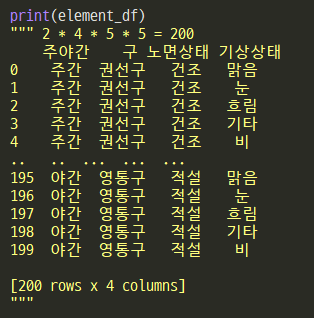 print(element_df)
""" 2 * 4 * 5 * 5 = 200
주야간 구 노면상태 기상상태
0 주간 권선구 건조 맑음
1 주간 권선구 건조 눈
2 주간 권선구 건조 흐림
3 주간 권선구 건조 기타
4 주간 권선구 건조 비
.. .. ... ... ...
195 야간 영통구 적설 맑음
196 야간 영통구 적설 눈
197 야간 영통구 적설 흐림
198 야간 영통구 적설 기타
199 야간 영통구 적설 비
[200 rows x 4 columns]
"""